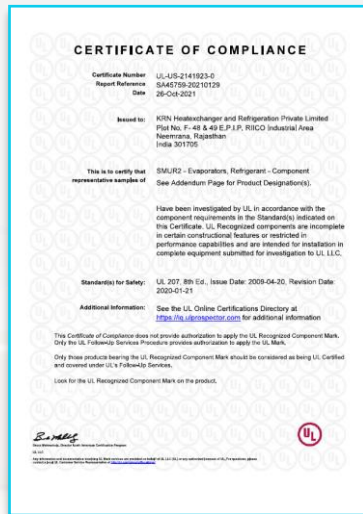 CERTIFICATE OF COMPLIANCE
Certificate Number UL-US-2141923-0
Report Reference SA45759-20210129
Date 26-Oct-2021
Issued to: KRN Heatexchanger and Refrigeration Private Limited
Plot No. F- 48 & 49 E.P.I.P, RIICO Industrial Area
Neemrana, Rajasthan
India 301705
This is to certify that SMUR2 - Evaporators, Refrigerant - Component
representative samples of See Addendum Page for Product Designation(s).
Have been investigated by UL in accordance with the
component requirements in the Standard(s) indicated on
this Certificate. UL Recognized components are incomplete
in certain constructional features or restricted in
performance capabilities and are intended for installation in
complete equipment submitted for investigation to UL LLC.
Standard(s) for Safety: UL 207, 8th Ed., Issue Date: 2009-04-20, Revision Date:
2020-01-21
Additional Information: See the UL Online Certifications Directory at
https://iq.ulprospector.com for additional information
This Certificate of Compliance does not provide authorization to apply the UL Recognized Component Mark.
Only the UL Follow-Up Services Procedure provides authorization to apply the UL Mark.
Only those products bearing the UL Recognized Component Mark should be considered as being UL Certified
and covered under UL's Follow-Up Services.
Look for the UL Recognized Component Mark on the product.
UL